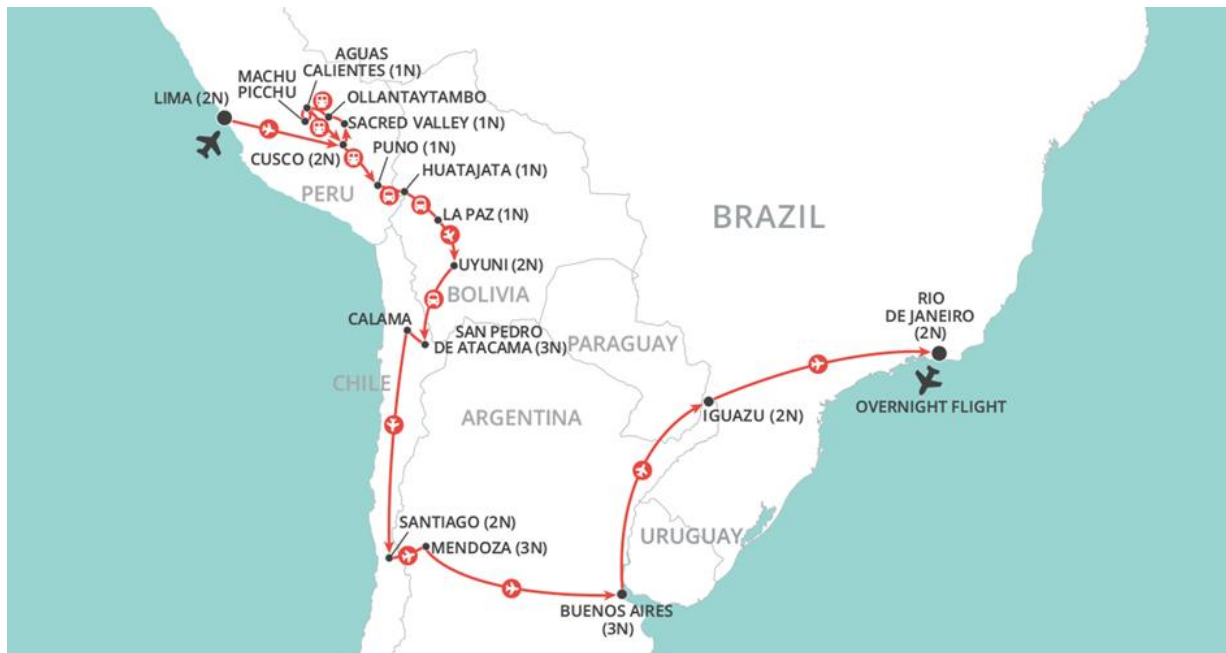 AGUAS
CALIENTES (1N)
MACHU
PICCHU
OLLANTAYTAMBO
LIMA (2N)
SACRED VALLEY (1N)
PUNO (1N)
CUSCO (2N)
HUATAJATA (1N)
PERU
LA PAZ (1N)
BRAZIL
UYUNI (2N)
BOLIVIA
RIO
DE JANEIRO
(2N)
CALAMA
SAN PEDRO
DE ATACAMA (3N)
PARAGUAY
CHILE
OVERNIGHT FLIGHT
ARGENTINA
IGUAZU (2N)
SANTIAGO (2N)
MENDOZA (3N)
URUGUAY
BUENOS AIRES
(3N)